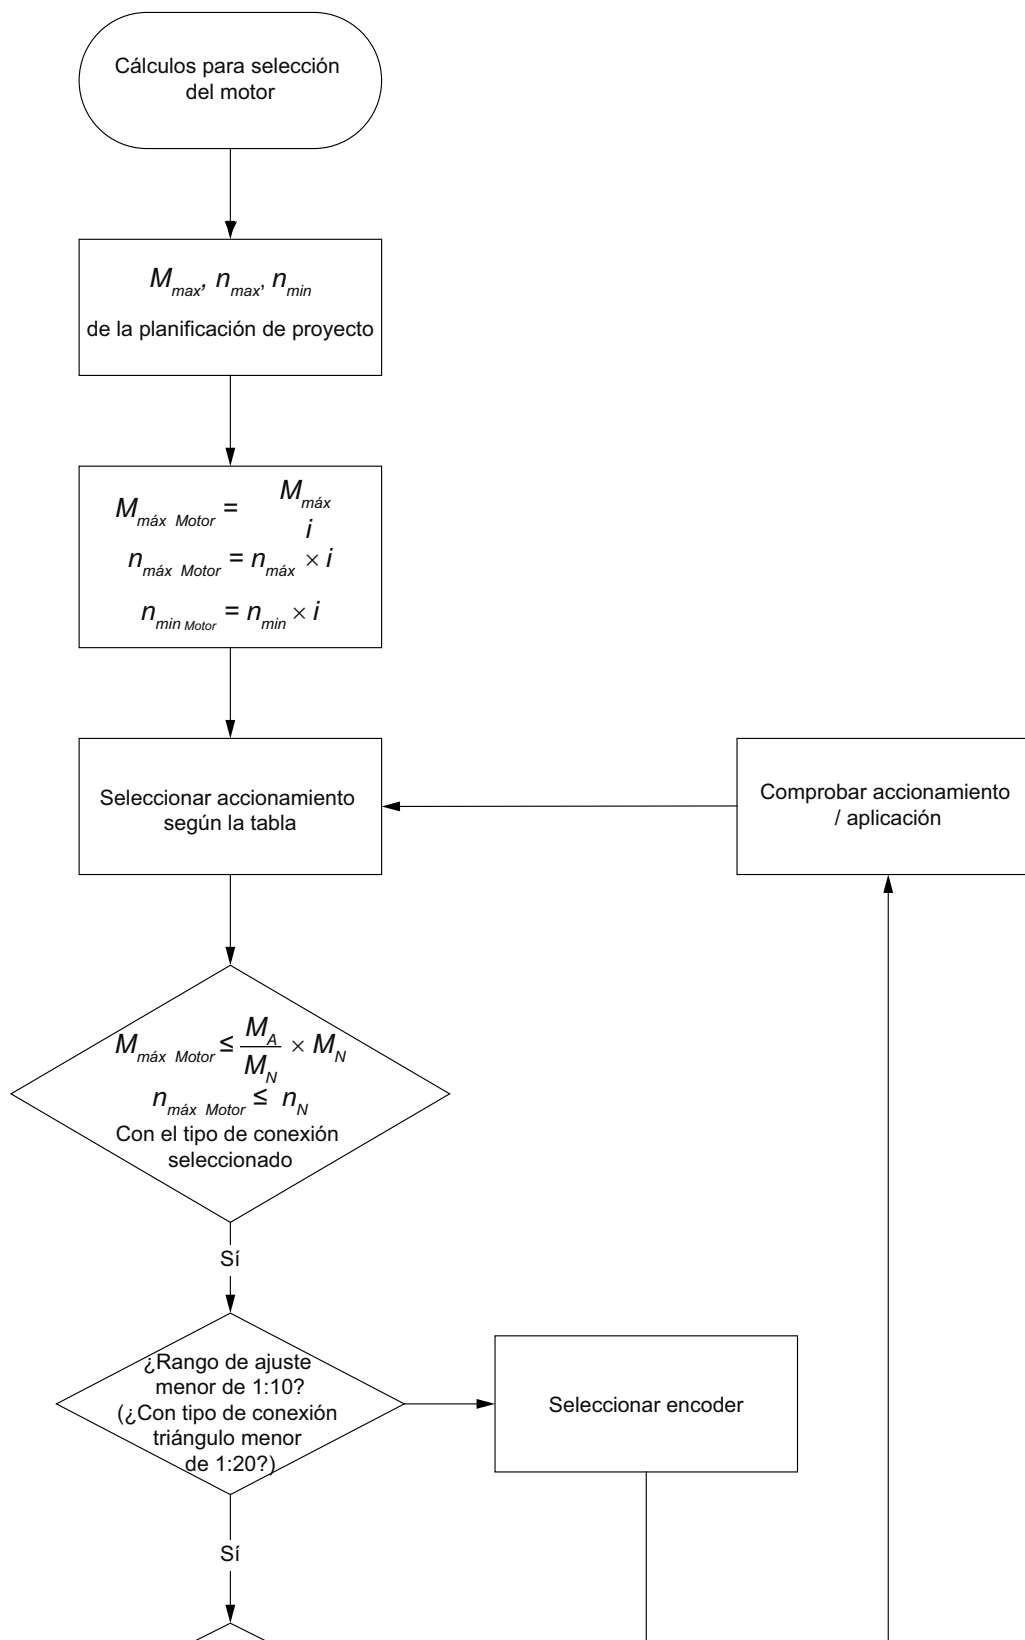 Cálculos para selección
del motor
M_max, n_max, n_min
de la planificación de proyecto
M_máx Motor = M_máx
i
n_máx Motor = n_máx × i
n_min Motor = n_min × i
Seleccionar accionamiento
según la tabla
Comprobar accionamiento
/ aplicación
M_máx Motor ≤ M_A / M_N × M_N
n_máx Motor ≤ n_N
Con el tipo de conexión
seleccionado
Sí
¿Rango de ajuste
menor de 1:10?
(¿Con tipo de conexión
triángulo menor
de 1:20?)
Seleccionar encoder
Sí